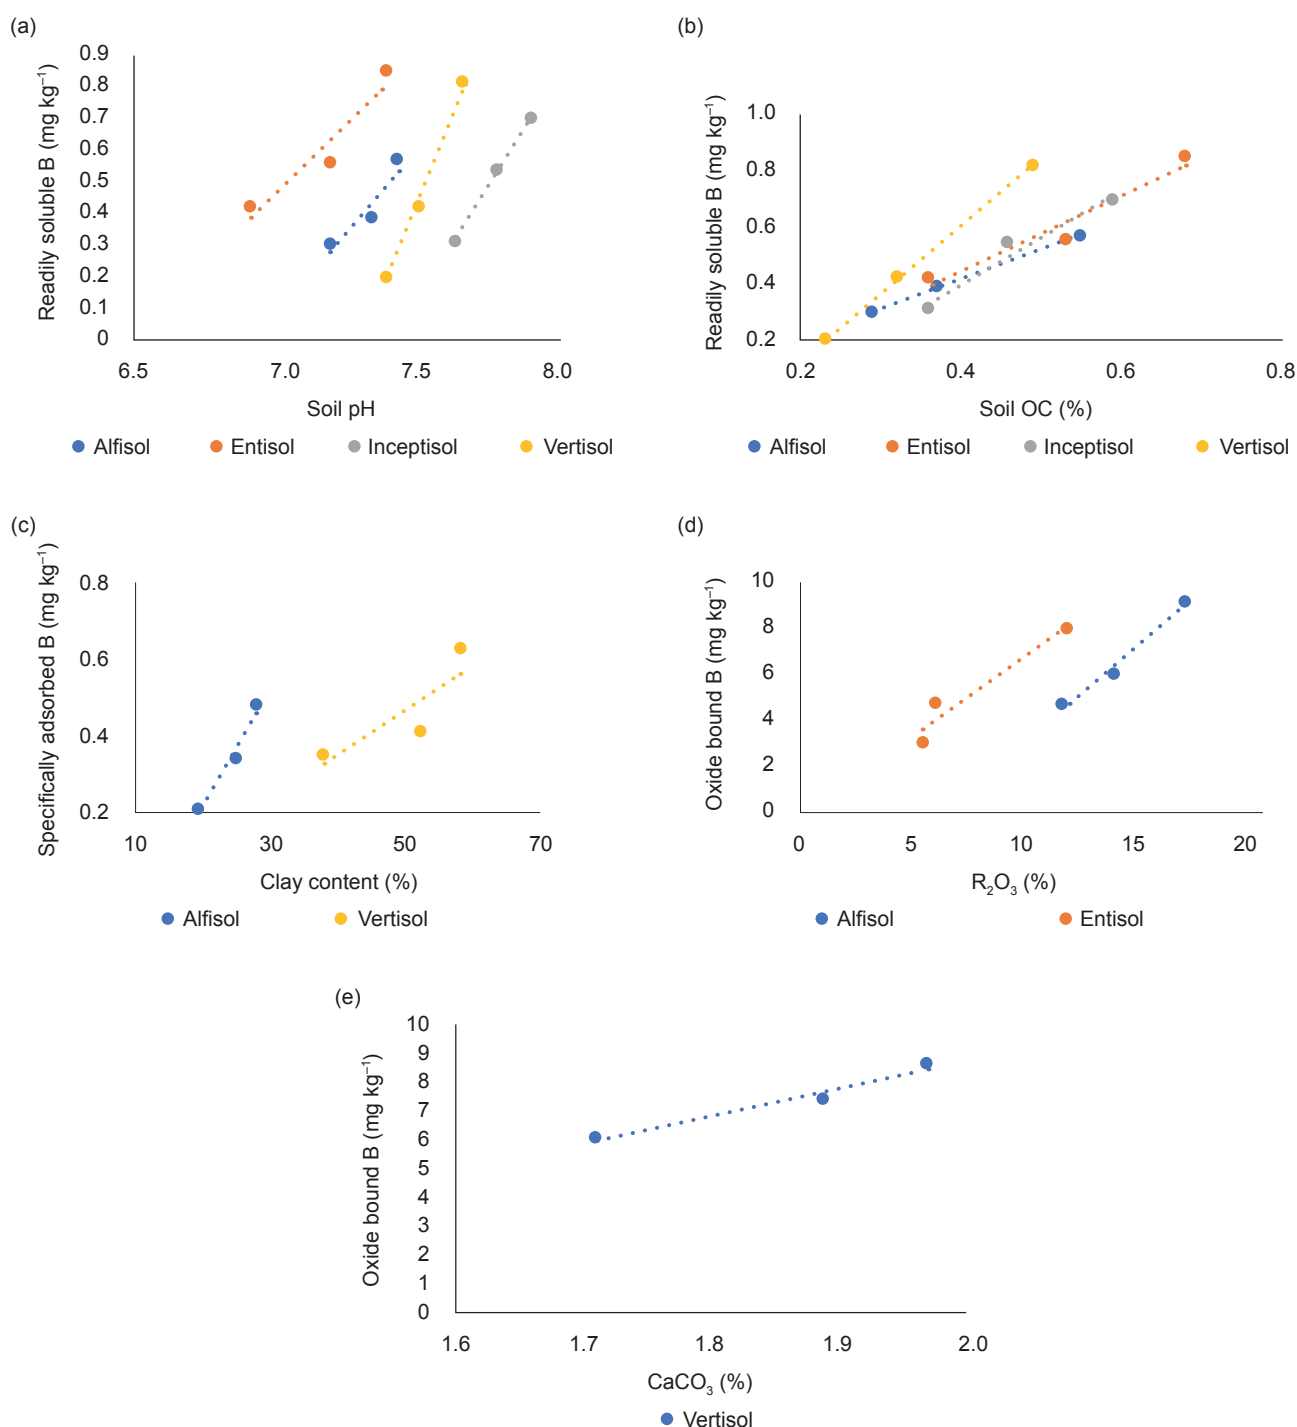 (a)
Readily soluble B (mg kg⁻¹)
0.9
0.8
0.7
0.6
0.5
0.4
0.3
0.2
0.1
0
6.5 7.0 7.5 8.0
Soil pH
Alfisol Entisol Inceptisol Vertisol
(b)
Readily soluble B (mg kg⁻¹)
1.0
0.8
0.6
0.4
0.2
0.2 0.4 0.6 0.8
Soil OC (%)
Alfisol Entisol Inceptisol Vertisol
(c)
Specifically adsorbed B (mg kg⁻¹)
0.8
0.6
0.4
0.2
10 30 50 70
Clay content (%)
Alfisol Vertisol
(d)
Oxide bound B (mg kg⁻¹)
10
8
6
4
2
0
0 5 10 15 20
R₂O₃ (%)
Alfisol Entisol
(e)
Oxide bound B (mg kg⁻¹)
10
9
8
7
6
5
4
3
2
1
0
1.6 1.7 1.8 1.9 2.0
CaCO₃ (%)
Vertisol